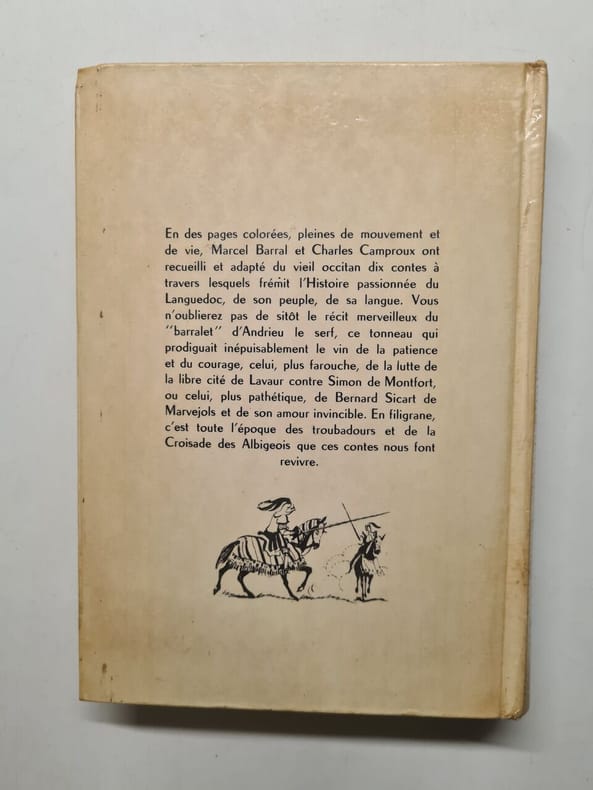 En des pages colorées, pleines de mouvement et
de vie, Marcel Barral et Charles Camproux ont
recueilli et adapté du vieil occitan dix contes à
travers lesquels frémit l'Histoire passionnée du
Languedoc, de son peuple, de sa langue. Vous
n'oublierez pas de sitôt le récit merveilleux du
"barralet" d'Andrieu le serf, ce tonneau qui
prodiguait inépuisablement le vin de la patience
et du courage, celui, plus farouche, de la lutte de
la libre cité de Lavaur contre Simon de Montfort,
ou celui, plus pathétique, de Bernard Sicart de
Marvejols et de son amour invincible. En filigrane,
c'est toute l'époque des troubadours et de la
Croisade des Albigeois que ces contes nous font
revivre.